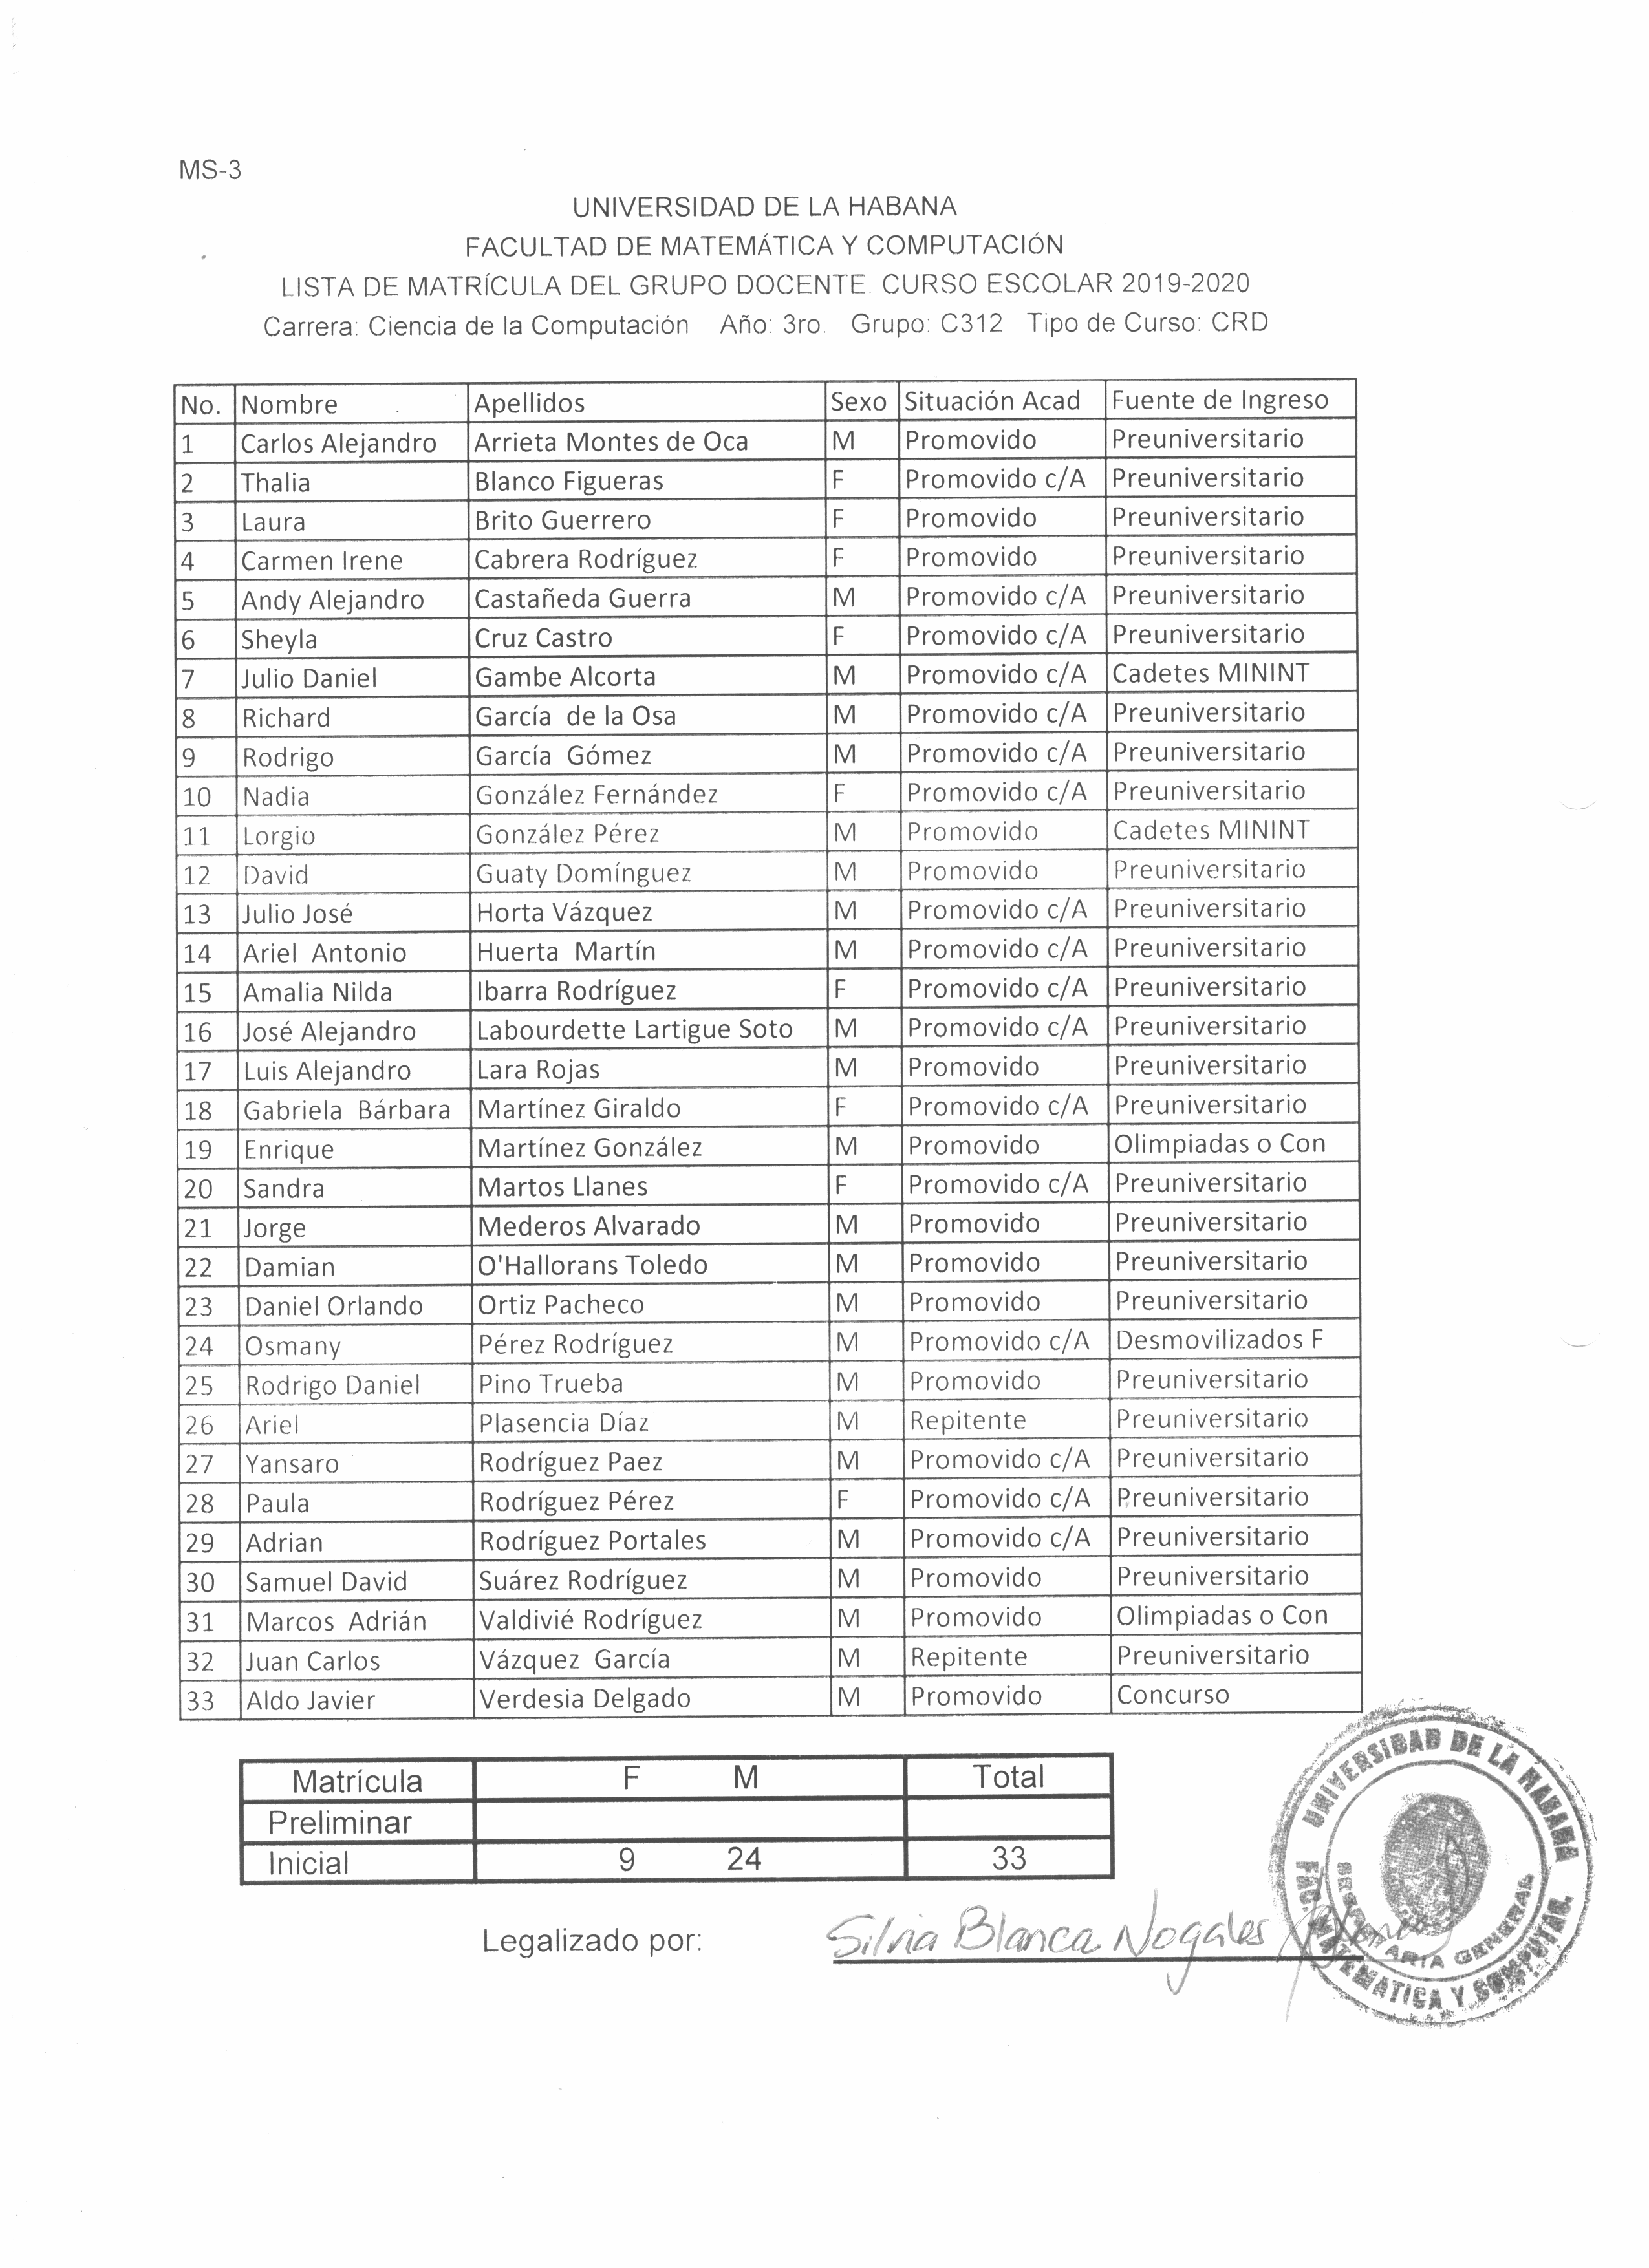 MS-3
UNIVERSIDAD DE LA HABANA
FACULTAD DE MATEMÁTICA Y COMPUTACIÓN
LISTA DE MATRÍCULA DEL GRUPO DOCENTE. CURSO ESCOLAR 2019-2020
Carrera: Ciencia de la Computación Año: 3ro. Grupo: C312 Tipo de Curso: CRD
No. Nombre Apellidos Sexo Situación Acad Fuente de Ingreso
1 Carlos Alejandro Arrieta Montes de Oca M Promovido Preuniversitario
2 Thalia Blanco Figueras F Promovido c/A Preuniversitario
3 Laura Brito Guerrero F Promovido Preuniversitario
4 Carmen Irene Cabrera Rodríguez F Promovido Preuniversitario
5 Andy Alejandro Castañeda Guerra M Promovido c/A Preuniversitario
6 Sheyla Cruz Castro F Promovido c/A Preuniversitario
7 Julio Daniel Gambe Alcorta M Promovido c/A Cadetes MININT
8 Richard García de la Osa M Promovido c/A Preuniversitario
9 Rodrigo García Gómez M Promovido c/A Preuniversitario
10 Nadia González Fernández F Promovido c/A Preuniversitario
11 Lorgio González Pérez M Promovido Cadetes MININT
12 David Guaty Domínguez M Promovido Preuniversitario
13 Julio José Horta Vázquez M Promovido c/A Preuniversitario
14 Ariel Antonio Huerta Martín M Promovido c/A Preuniversitario
15 Amalia Nilda Ibarra Rodríguez F Promovido c/A Preuniversitario
16 José Alejandro Labourdette Lartigue Soto M Promovido c/A Preuniversitario
17 Luis Alejandro Lara Rojas M Promovido Preuniversitario
18 Gabriela Bárbara Martínez Giraldo F Promovido c/A Preuniversitario
19 Enrique Martínez González M Promovido Olimpiadas o Con
20 Sandra Martos Llanes F Promovido c/A Preuniversitario
21 Jorge Mederos Alvarado M Promovido Preuniversitario
22 Damian O'Hallorans Toledo M Promovido Preuniversitario
23 Daniel Orlando Ortiz Pacheco M Promovido Preuniversitario
24 Osmany Pérez Rodríguez M Promovido c/A Desmovilizados F
25 Rodrigo Daniel Pino Trueba M Promovido Preuniversitario
26 Ariel Plasencia Díaz M Repitente Preuniversitario
27 Yansaro Rodríguez Paez M Promovido c/A Preuniversitario
28 Paula Rodríguez Pérez F Promovido c/A Preuniversitario
29 Adrian Rodríguez Portales M Promovido c/A Preuniversitario
30 Samuel David Suárez Rodríguez M Promovido Preuniversitario
31 Marcos Adrián Valdivié Rodríguez M Promovido Olimpiadas o Con
32 Juan Carlos Vázquez García M Repitente Preuniversitario
33 Aldo Javier Verdesia Delgado M Promovido Concurso
Matrícula F M Total
Preliminar
Inicial 9 24 33
Legalizado por: Silvia Blanca Nogales
UNIVERSIDAD DE LA HABANA
FAC. MATEMATICA Y COMPUTAC.
SECRETARIA GENERAL